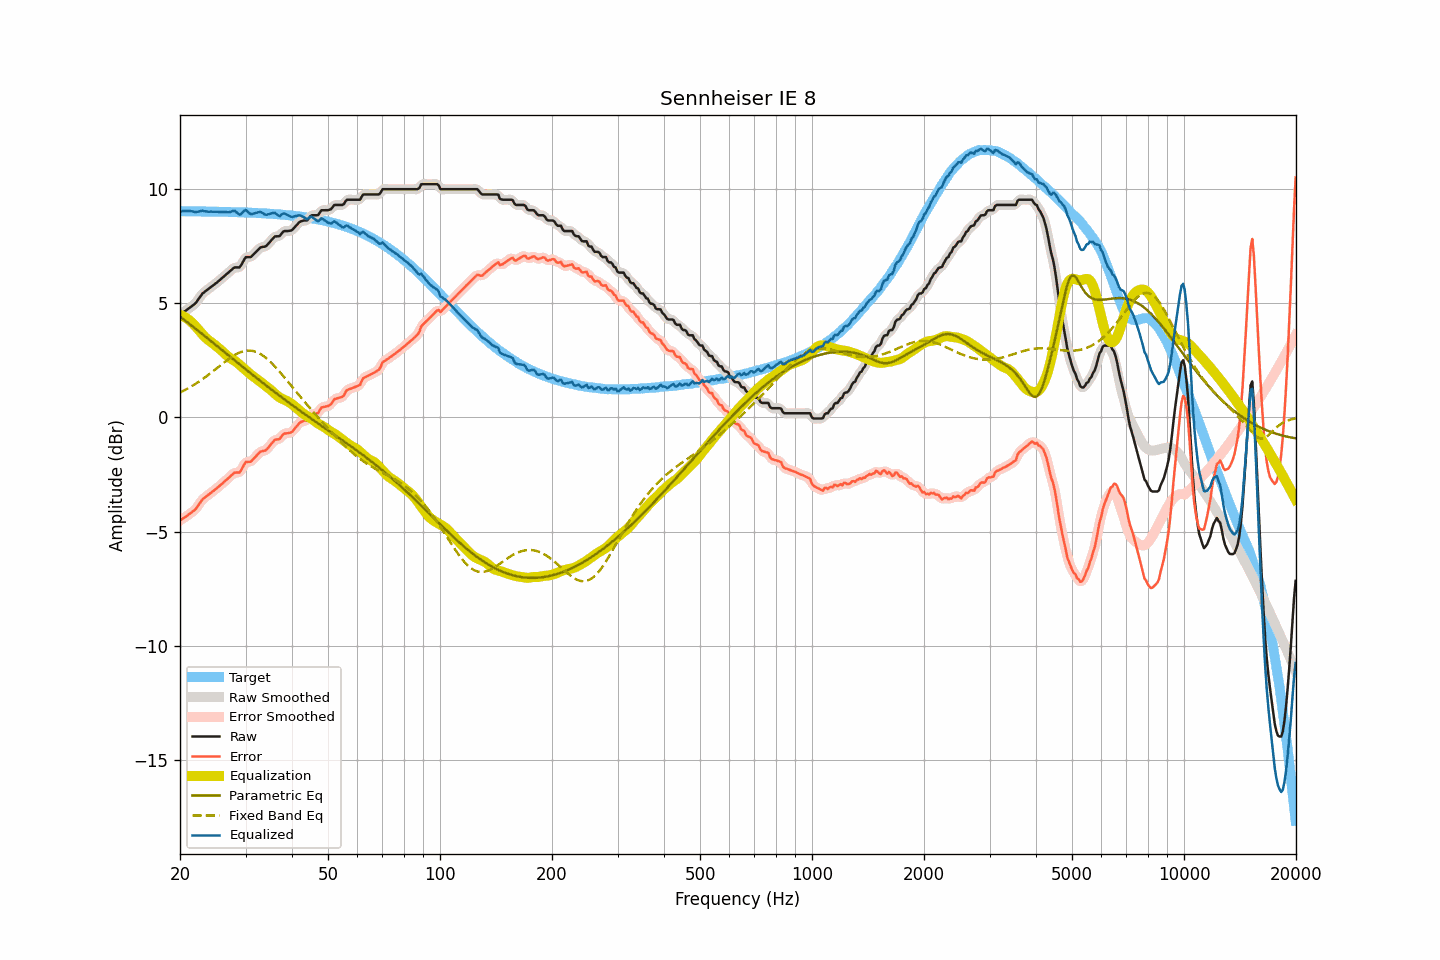 Sennheiser IE 8
Amplitude (dBr)
10
5
0
−5
−10
−15
Target
Raw Smoothed
Error Smoothed
Raw
Error
Equalization
Parametric Eq
Fixed Band Eq
Equalized
20 50 100 200 500 1000 2000 5000 10000 20000
Frequency (Hz)